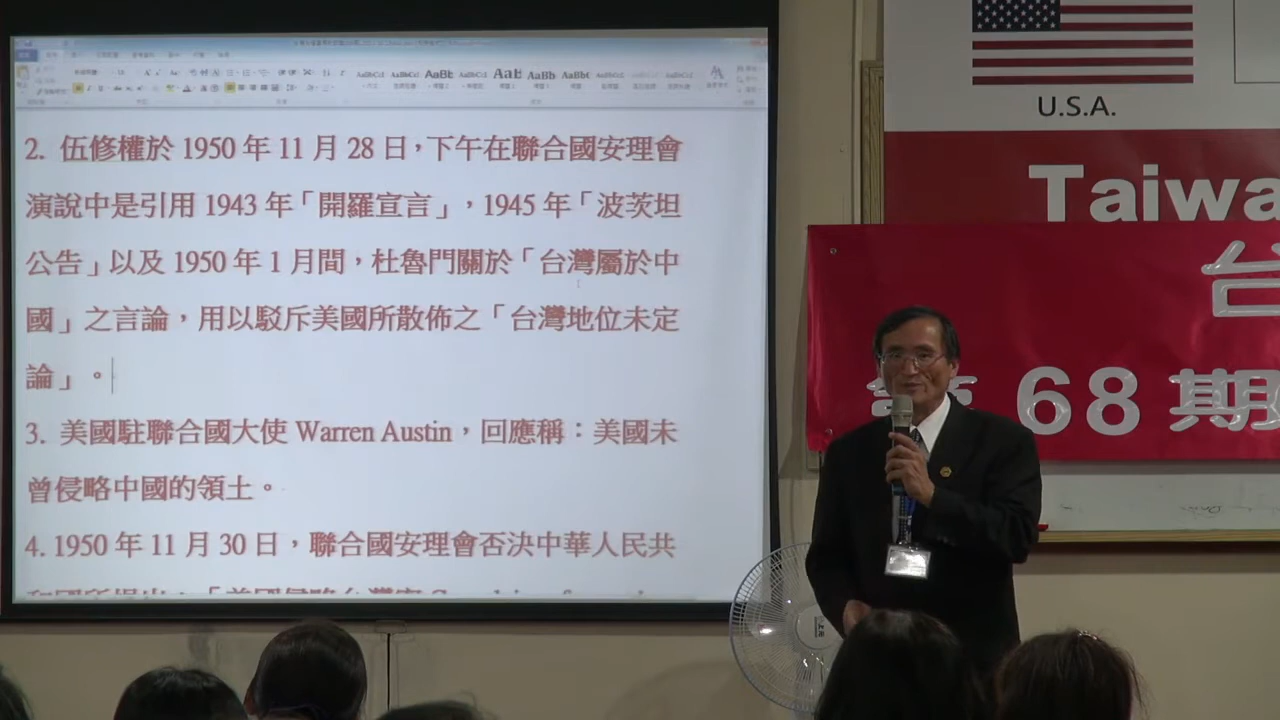 2. 伍修權於 1950 年 11 月 28 日，下午在聯合國安理會
演說中是引用 1943 年「開羅宣言」，1945 年「波茨坦
公告」以及 1950 年 1 月間，杜魯門關於「台灣屬於中
國」之言論，用以駁斥美國所散佈之「台灣地位未定
論」。
3. 美國駐聯合國大使 Warren Austin，回應稱：美國未
曾侵略中國的領土。
4. 1950 年 11 月 30 日，聯合國安理會否決中華人民共
U.S.A.
Taiwa
台
第 68 期